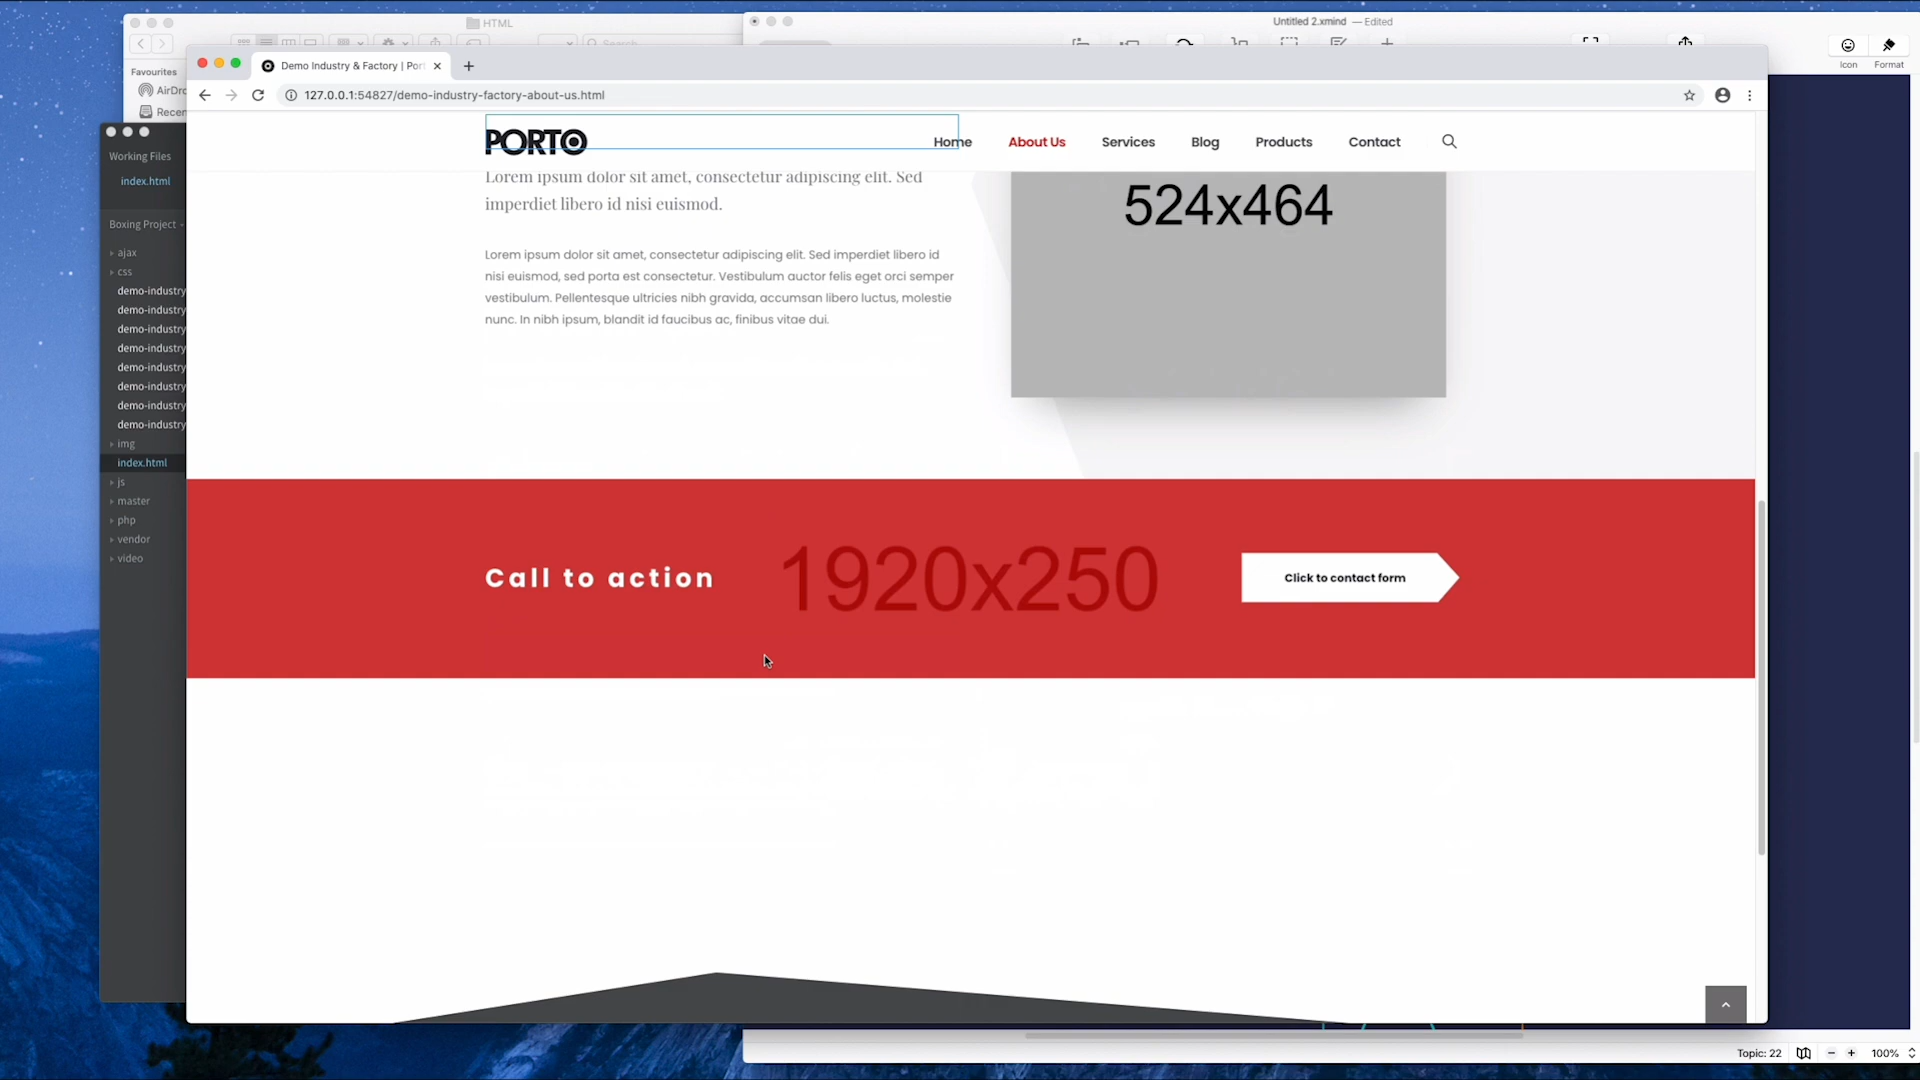 HTML
Untitled 2.xmind — Edited
Search
Icon
Format
Favourites
AirDro
Recen
Demo Industry & Factory | Por
127.0.0.1:54827/demo-industry-factory-about-us.html
PORTO
Home
About Us
Services
Blog
Products
Contact
Working Files
index.html
Boxing Project
ajax
css
demo-industry
demo-industry
demo-industry
demo-industry
demo-industry
demo-industry
demo-industry
demo-industry
img
index.html
js
master
php
vendor
video
Lorem ipsum dolor sit amet, consectetur adipiscing elit. Sed
imperdiet libero id nisi euismod.
Lorem ipsum dolor sit amet, consectetur adipiscing elit. Sed imperdiet libero id
nisi euismod, sed porta est consectetur. Vestibulum auctor felis eget orci semper
vestibulum. Pellentesque ultricies nibh gravida, accumsan libero luctus, molestie
nunc. In nibh ipsum, blandit id faucibus ac, finibus vitae dui.
524x464
Call to action
1920x250
Click to contact form
Topic: 22
100%